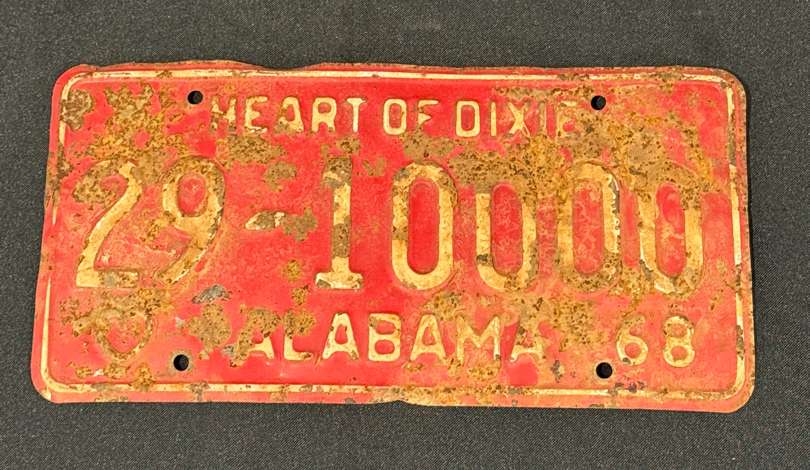 HEART OF DIXIE
29-10000
ALABAMA 68